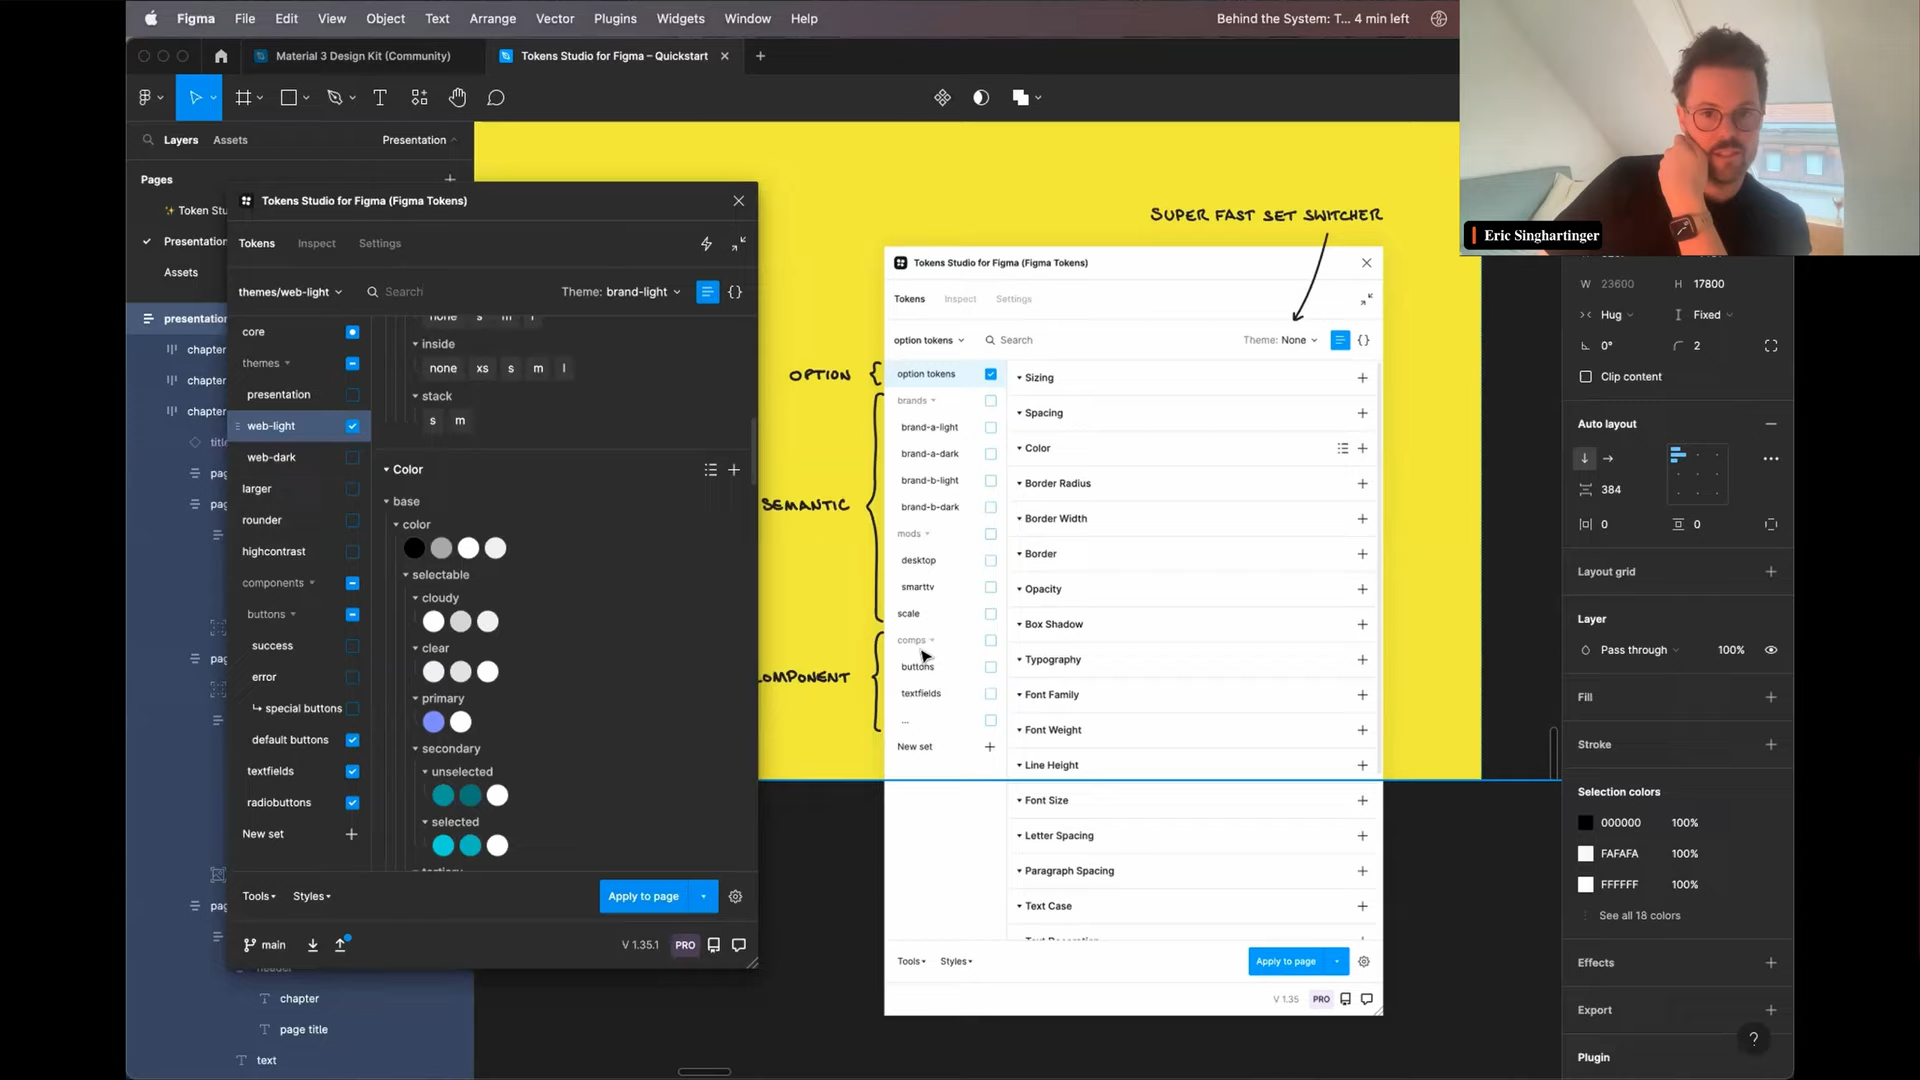 Figma File Edit View Object Text Arrange Vector Plugins Widgets Window Help
Behind the System: T... 4 min left
Material 3 Design Kit (Community)
Tokens Studio for Figma – Quickstart
Layers Assets Presentation
Pages
✨ Token Stu
Presentation
Assets
presentation
chapter
chapter
chapter
title
pag
pag
pag
pag
header
chapter
page title
text
Tokens Studio for Figma (Figma Tokens)
Tokens Inspect Settings
themes/web-light Search Theme: brand-light {}
core
themes
presentation
web-light
web-dark
larger
rounder
highcontrast
components
buttons
success
error
↳ special buttons
default buttons
textfields
radiobuttons
New set
none s m l
inside
none xs s m l
stack
s m
Color
base
color
selectable
cloudy
clear
primary
secondary
unselected
selected
tertiary
Tools Styles Apply to page
main V 1.35.1 PRO
SUPER FAST SET SWITCHER
OPTION
SEMANTIC
COMPONENT
Tokens Studio for Figma (Figma Tokens)
Tokens Inspect Settings
option tokens Search Theme: None {}
option tokens
brands
brand-a-light
brand-a-dark
brand-b-light
brand-b-dark
mods
desktop
smarttv
scale
comps
buttons
textfields
...
New set
Sizing
Spacing
Color
Border Radius
Border Width
Border
Opacity
Box Shadow
Typography
Font Family
Font Weight
Line Height
Font Size
Letter Spacing
Paragraph Spacing
Text Case
Text Decoration
Tools Styles Apply to page
V 1.35 PRO
Eric Singhartinger
W 23600 H 17800
Hug Fixed
0° 2
Clip content
Auto layout
384
0 0
Layout grid
Layer
Pass through 100%
Fill
Stroke
Selection colors
000000 100%
FAFAFA 100%
FFFFFF 100%
See all 18 colors
Effects
Export
?
Plugin